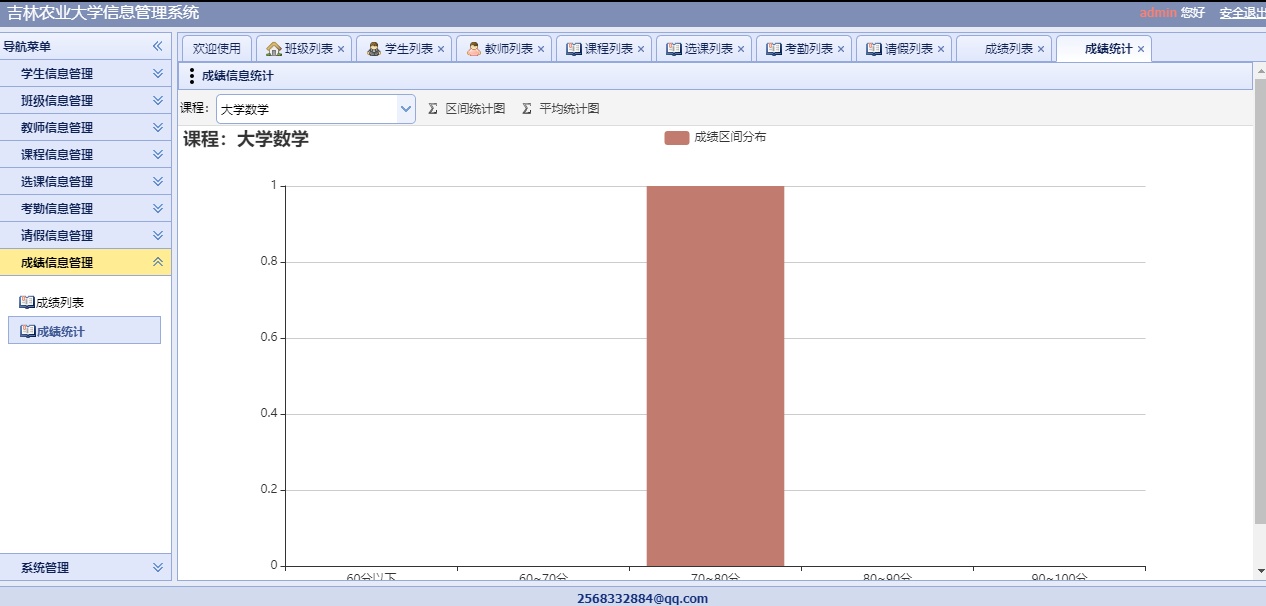 吉林农业大学信息管理系统
admin 您好 安全退出
导航菜单
学生信息管理
班级信息管理
教师信息管理
课程信息管理
选课信息管理
考勤信息管理
请假信息管理
成绩信息管理
成绩列表
成绩统计
系统管理
欢迎使用 班级列表 学生列表 教师列表 课程列表 选课列表 考勤列表 请假列表 成绩列表 成绩统计
成绩信息统计
课程： 大学数学 Σ 区间统计图 Σ 平均统计图
课程：大学数学
成绩区间分布
1
0.8
0.6
0.4
0.2
0
60分以下 60~70分 70~80分 80~90分 90~100分
2568332884@qq.com